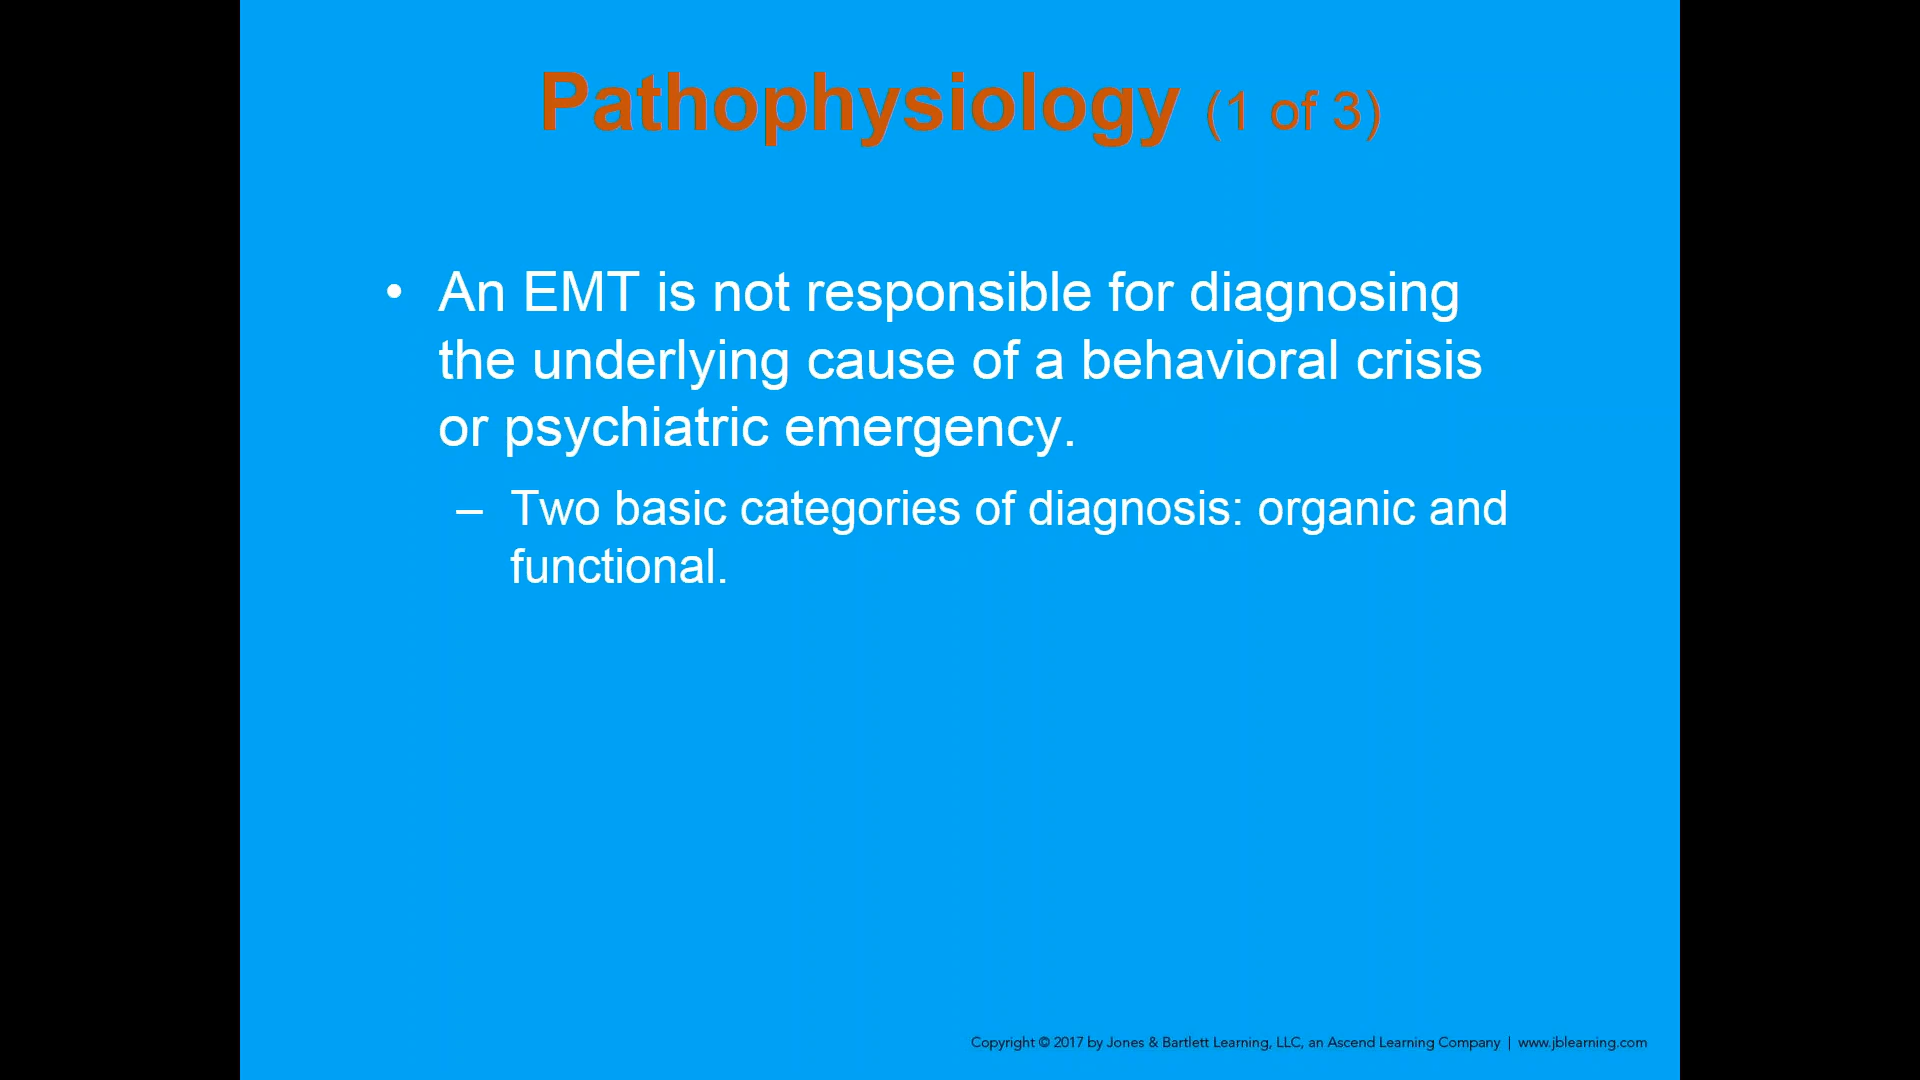 Pathophysiology (1 of 3)
• An EMT is not responsible for diagnosing
the underlying cause of a behavioral crisis
or psychiatric emergency.
– Two basic categories of diagnosis: organic and
functional.
Copyright © 2017 by Jones & Bartlett Learning, LLC, an Ascend Learning Company | www.jblearning.com